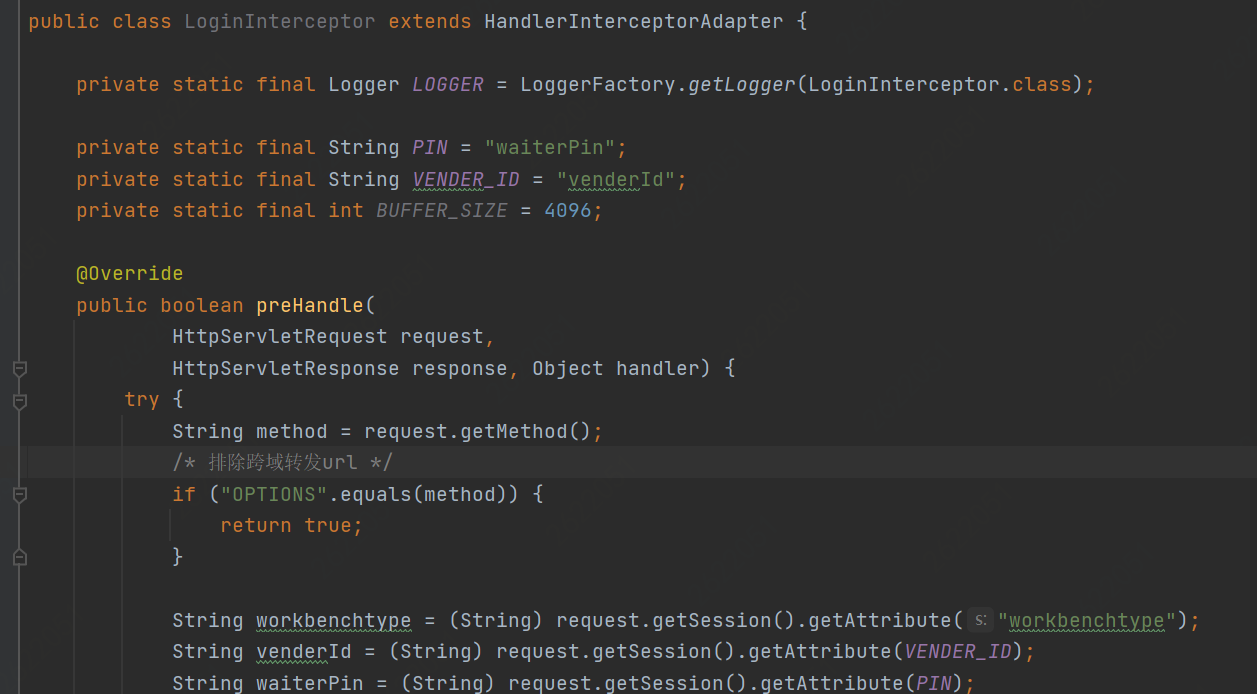 public class LoginInterceptor extends HandlerInterceptorAdapter {
private static final Logger LOGGER = LoggerFactory.getLogger(LoginInterceptor.class);
private static final String PIN = "waiterPin";
private static final String VENDER_ID = "venderId";
private static final int BUFFER_SIZE = 4096;
@Override
public boolean preHandle(
HttpServletRequest request,
HttpServletResponse response, Object handler) {
try {
String method = request.getMethod();
/* 排除跨域转发url */
if ("OPTIONS".equals(method)) {
return true;
}
String workbenchtype = (String) request.getSession().getAttribute( s: "workbenchtype");
String venderId = (String) request.getSession().getAttribute(VENDER_ID);
String waiterPin = (String) request.getSession().getAttribute(PIN);